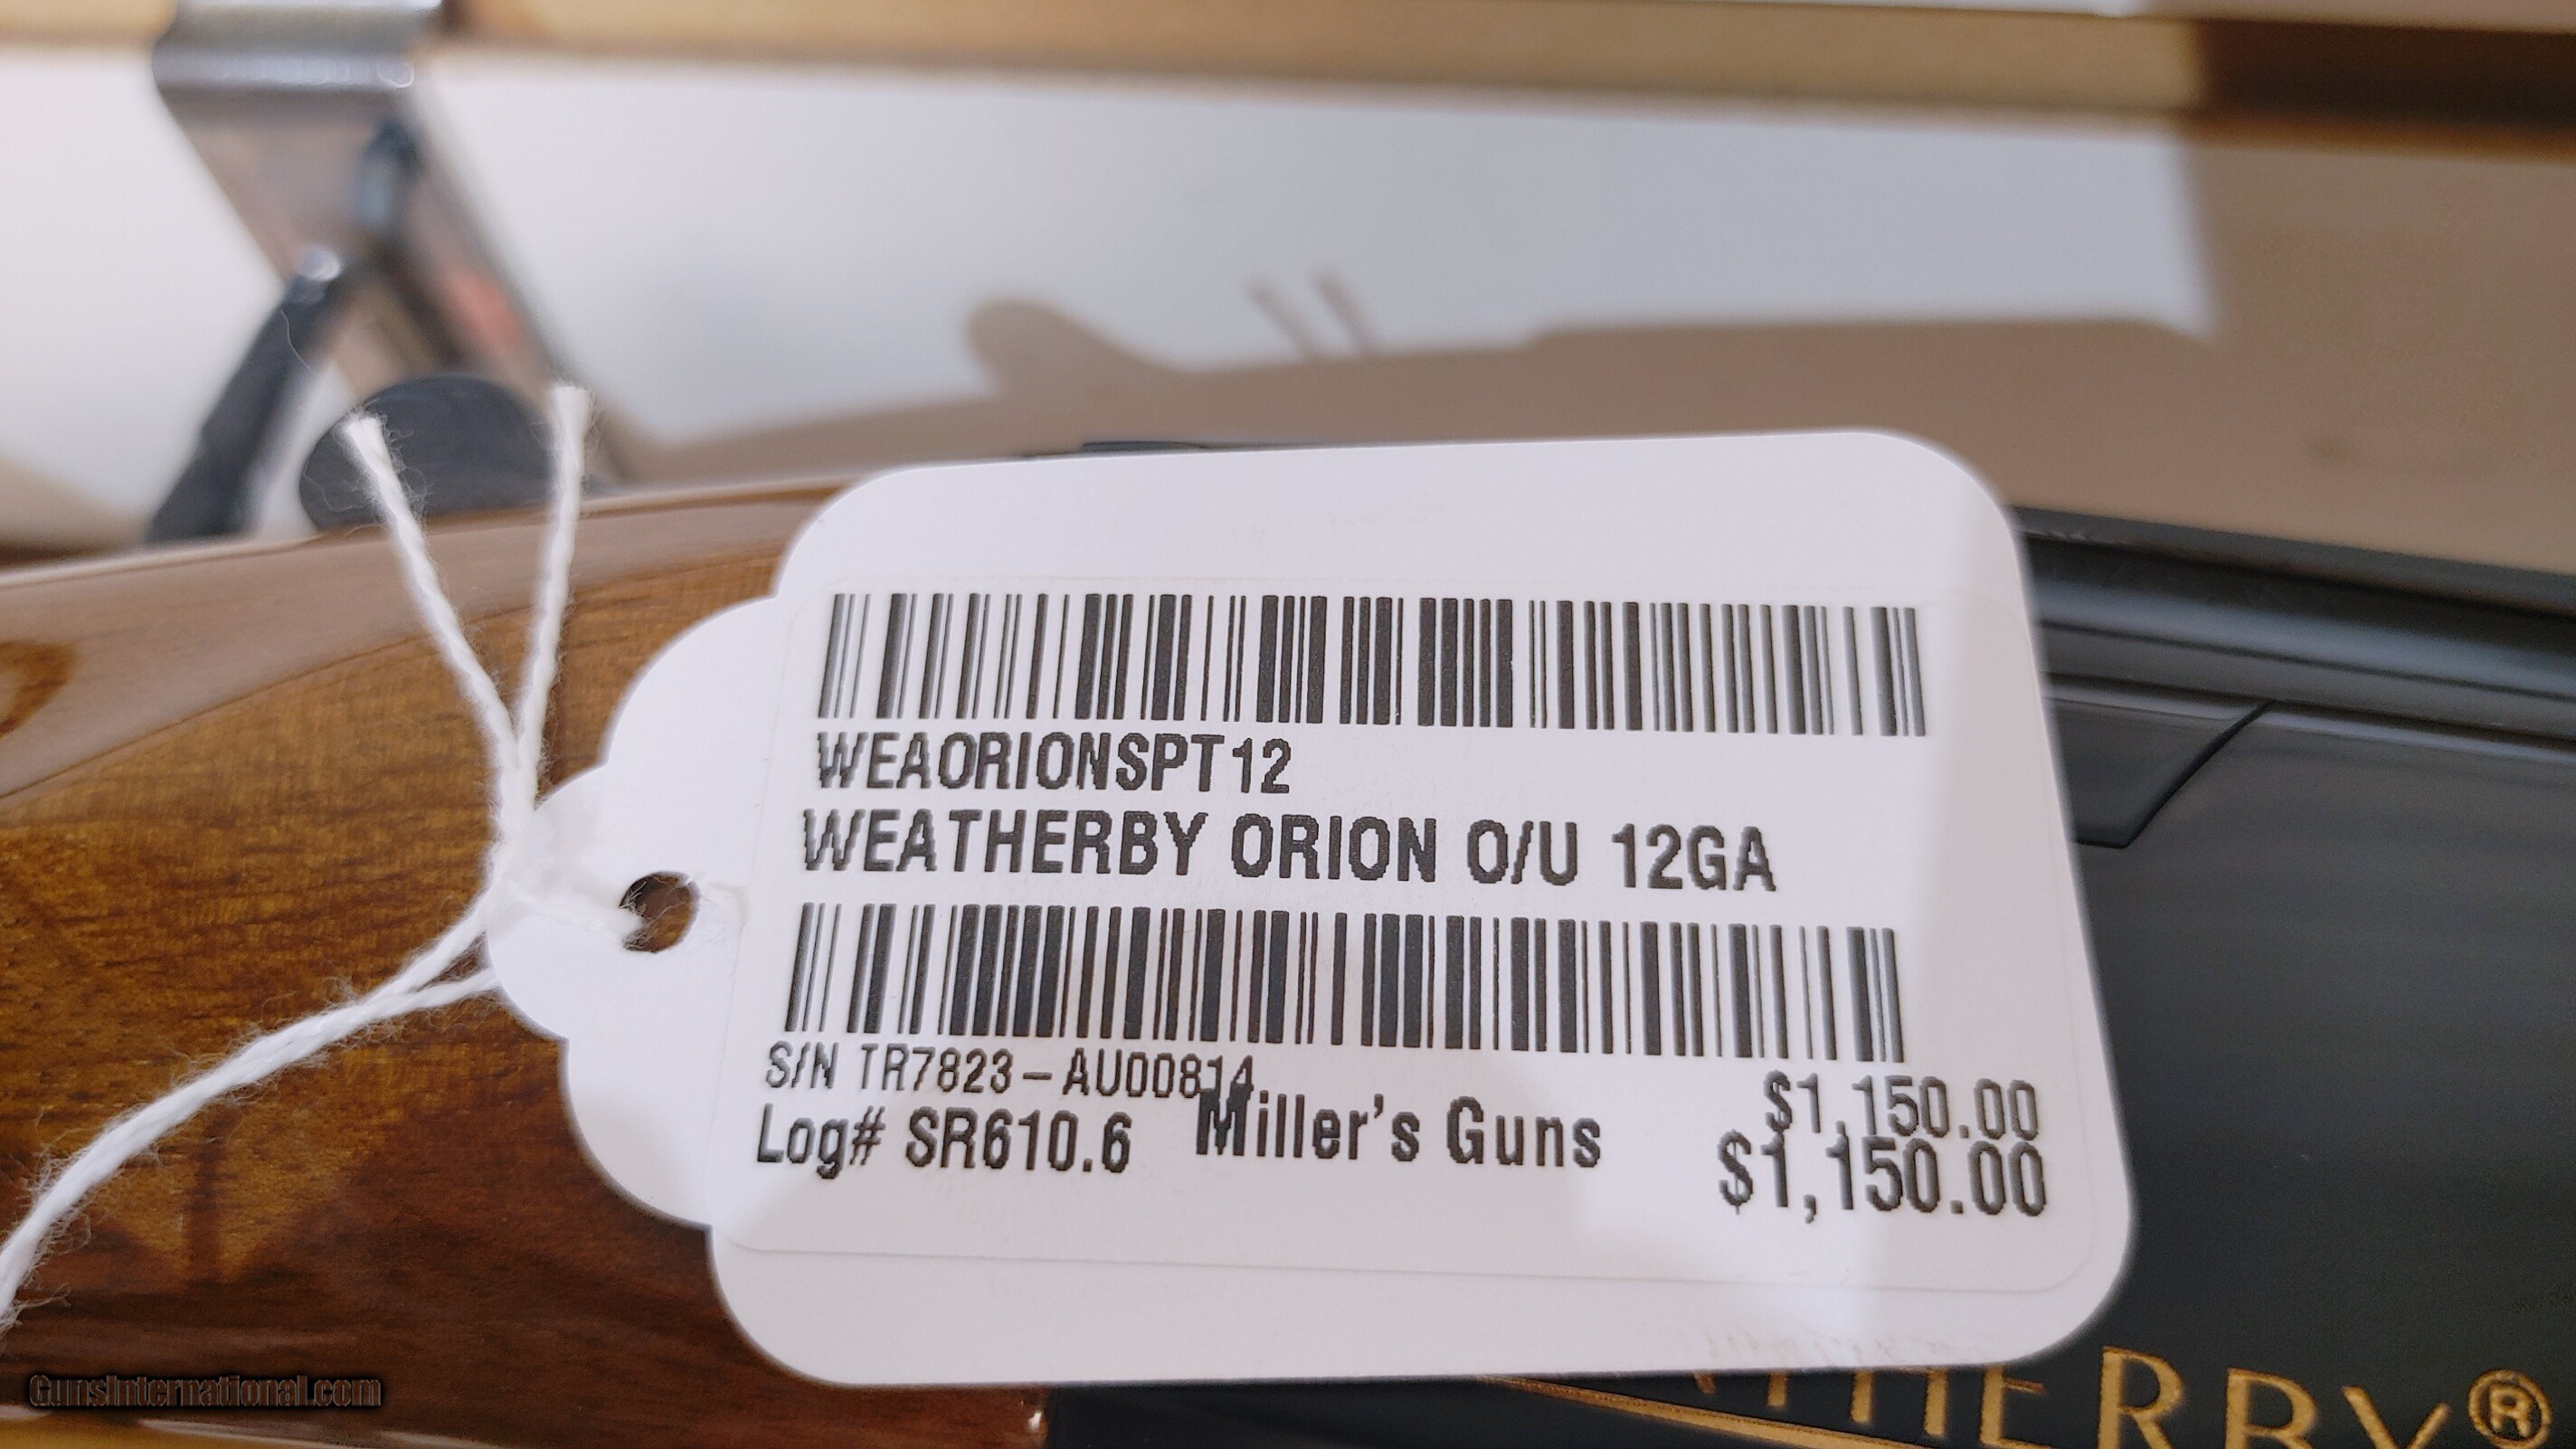 WEAORIONSPT12
WEATHERBY ORION O/U 12GA
S/N TR7823-AU00814
$1,150.00
Log# SR610.6 Miller's Guns
$1,150.00
THERBY®
GunsInternational.com